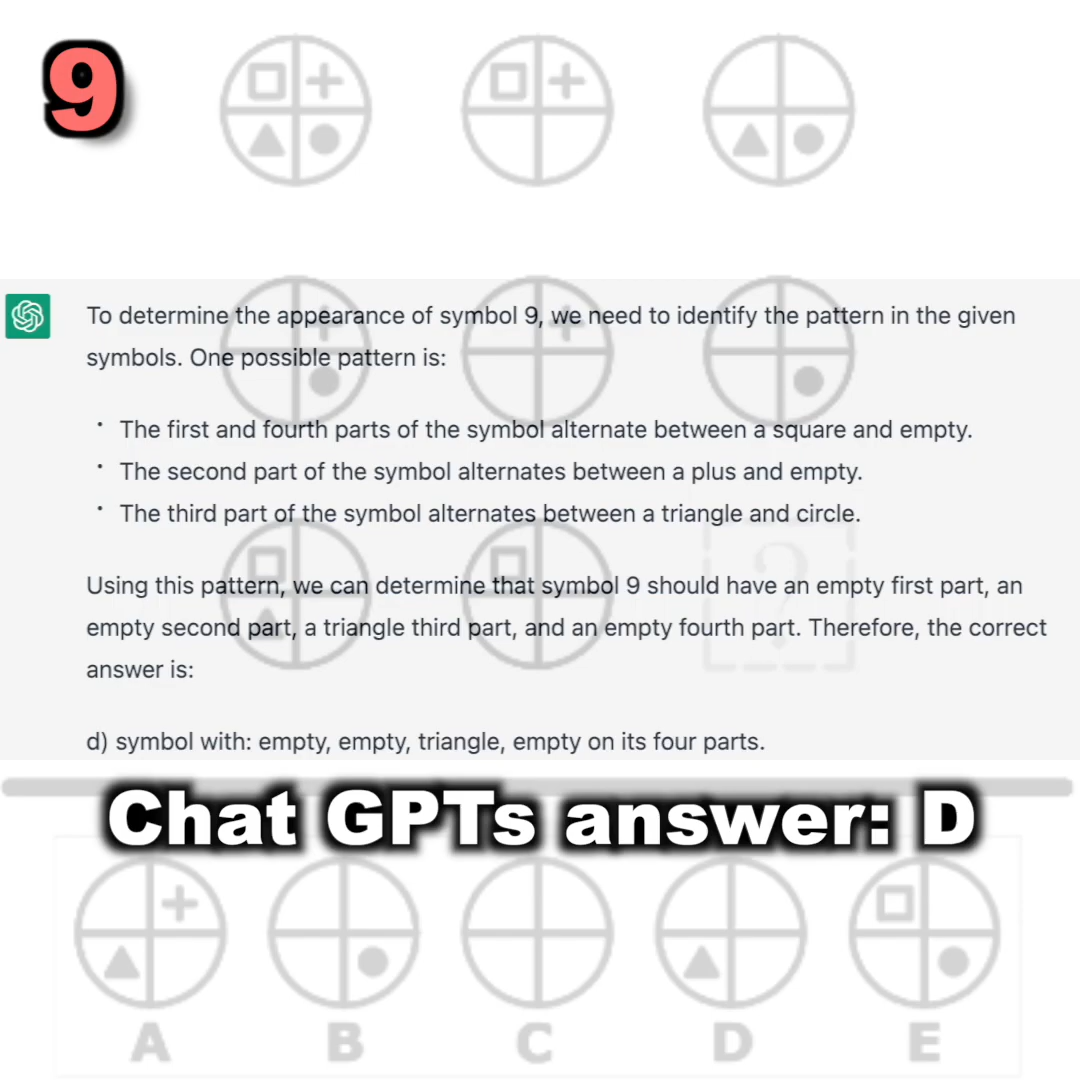 9
To determine the appearance of symbol 9, we need to identify the pattern in the given
symbols. One possible pattern is:
• The first and fourth parts of the symbol alternate between a square and empty.
• The second part of the symbol alternates between a plus and empty.
• The third part of the symbol alternates between a triangle and circle.
?
Using this pattern, we can determine that symbol 9 should have an empty first part, an
empty second part, a triangle third part, and an empty fourth part. Therefore, the correct
answer is:
d) symbol with: empty, empty, triangle, empty on its four parts.
Chat GPTs answer: D
A B C D E